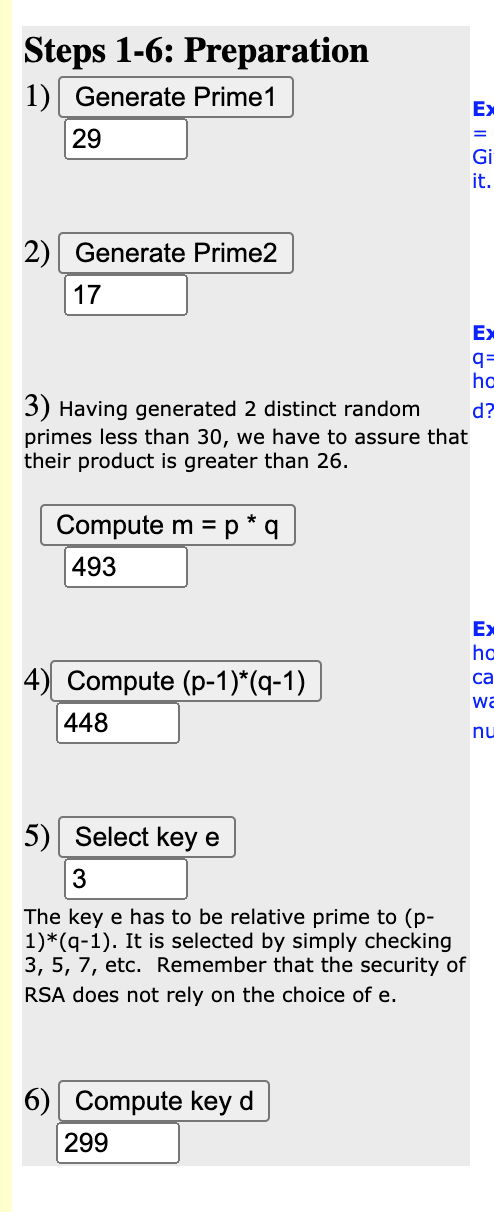 Steps 1-6: Preparation
1) Generate Prime1
Ex
29
=
Gi
it.
2) Generate Prime2
17
Ex
q=
ho
3) Having generated 2 distinct random
d?
primes less than 30, we have to assure that
their product is greater than 26.
Compute m = p * q
493
Ex
ho
4) Compute (p-1)*(q-1)
ca
wa
448
nu
5) Select key e
3
The key e has to be relative prime to (p-
1)*(q-1). It is selected by simply checking
3, 5, 7, etc.  Remember that the security of
RSA does not rely on the choice of e.
6) Compute key d
299